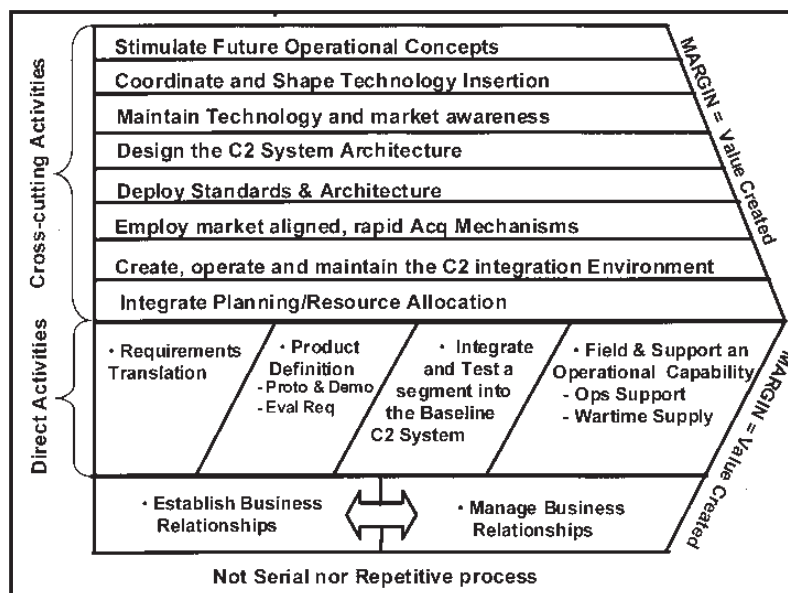 Cross-cutting Activities
Stimulate Future Operational Concepts
Coordinate and Shape Technology Insertion
Maintain Technology and market awareness
Design the C2 System Architecture
Deploy Standards & Architecture
Employ market aligned, rapid Acq Mechanisms
Create, operate and maintain the C2 integration Environment
Integrate Planning/Resource Allocation
MARGIN = Value Created
Direct Activities
· Requirements
Translation
· Product
Definition
- Proto & Demo
- Eval Req
· Integrate
and Test a
segment into
the Baseline
C2 System
· Field & Support an
Operational Capability
- Ops Support
- Wartime Supply
MARGIN = Value Created
· Establish Business
Relationships
· Manage Business
Relationships
Not Serial nor Repetitive process